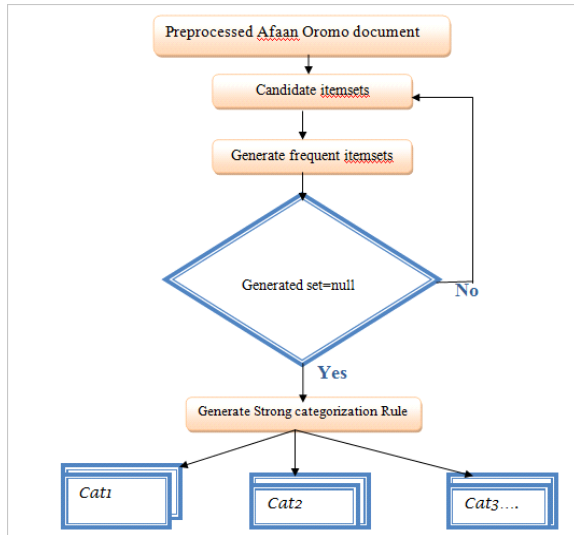 Preprocessed Afaan Oromo document
Candidate itemsets
Generate frequent itemsets
Generated set=null
No
Yes
Generate Strong categorization Rule
Cat1
Cat2
Cat3….